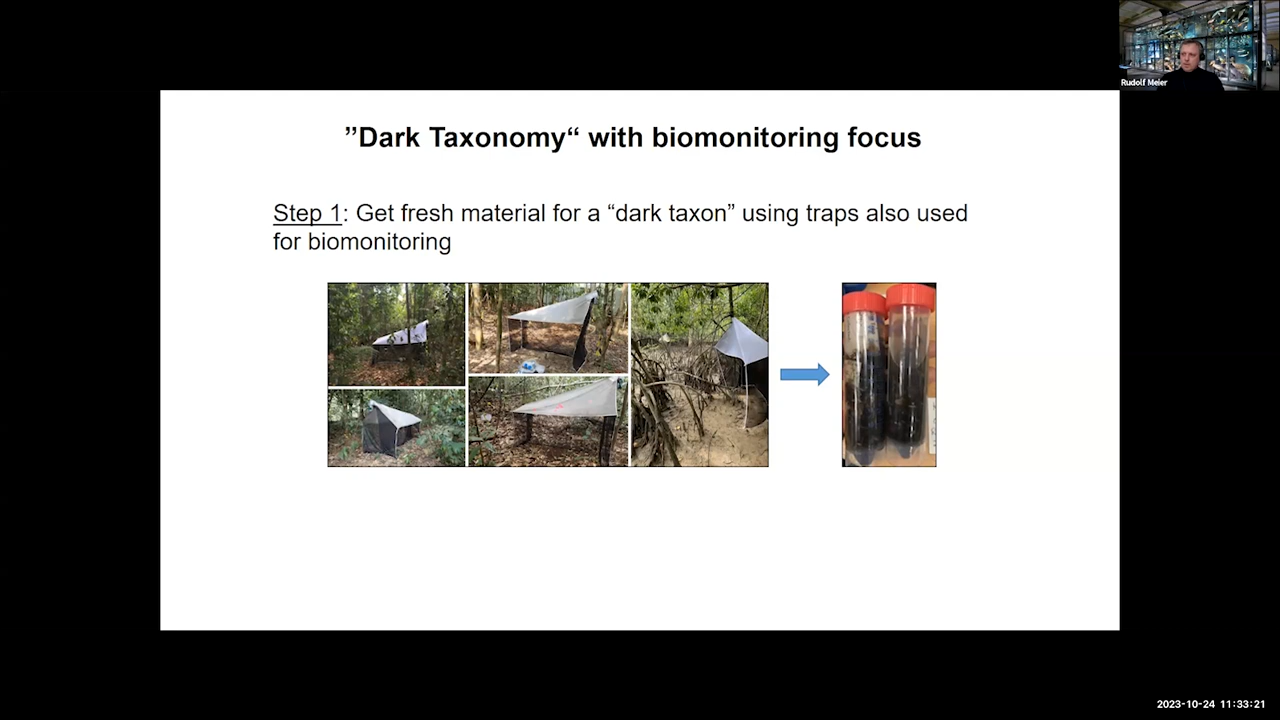 Rudolf Meier
”Dark Taxonomy“ with biomonitoring focus
Step 1: Get fresh material for a “dark taxon” using traps also used
for biomonitoring
2023-10-24 11:33:21